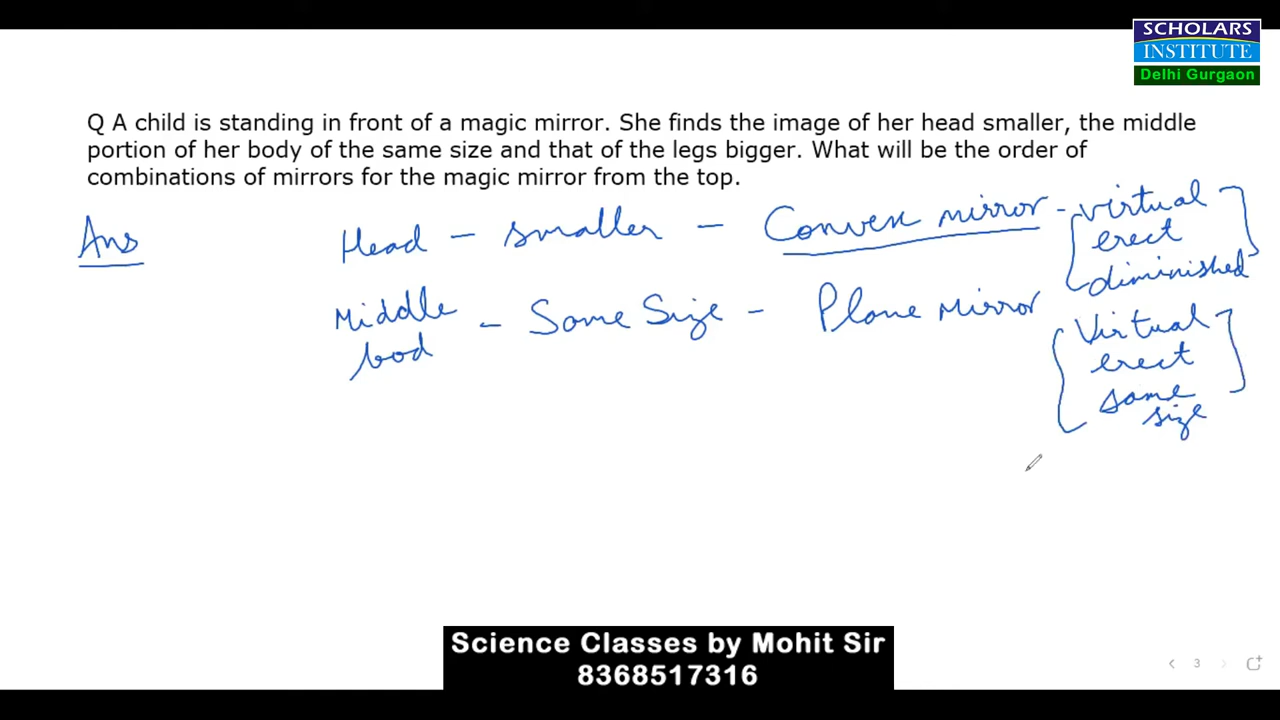 SCHOLARS
INSTITUTE
Delhi Gurgaon
Q A child is standing in front of a magic mirror. She finds the image of her head smaller, the middle
portion of her body of the same size and that of the legs bigger. What will be the order of
combinations of mirrors for the magic mirror from the top.
Ans
Head - smaller - Convex mirror - virtual
erect
diminished
Middle - Same Size - Plane Mirror
bod
Virtual
erect
same
size
Science Classes by Mohit Sir
8368517316
3